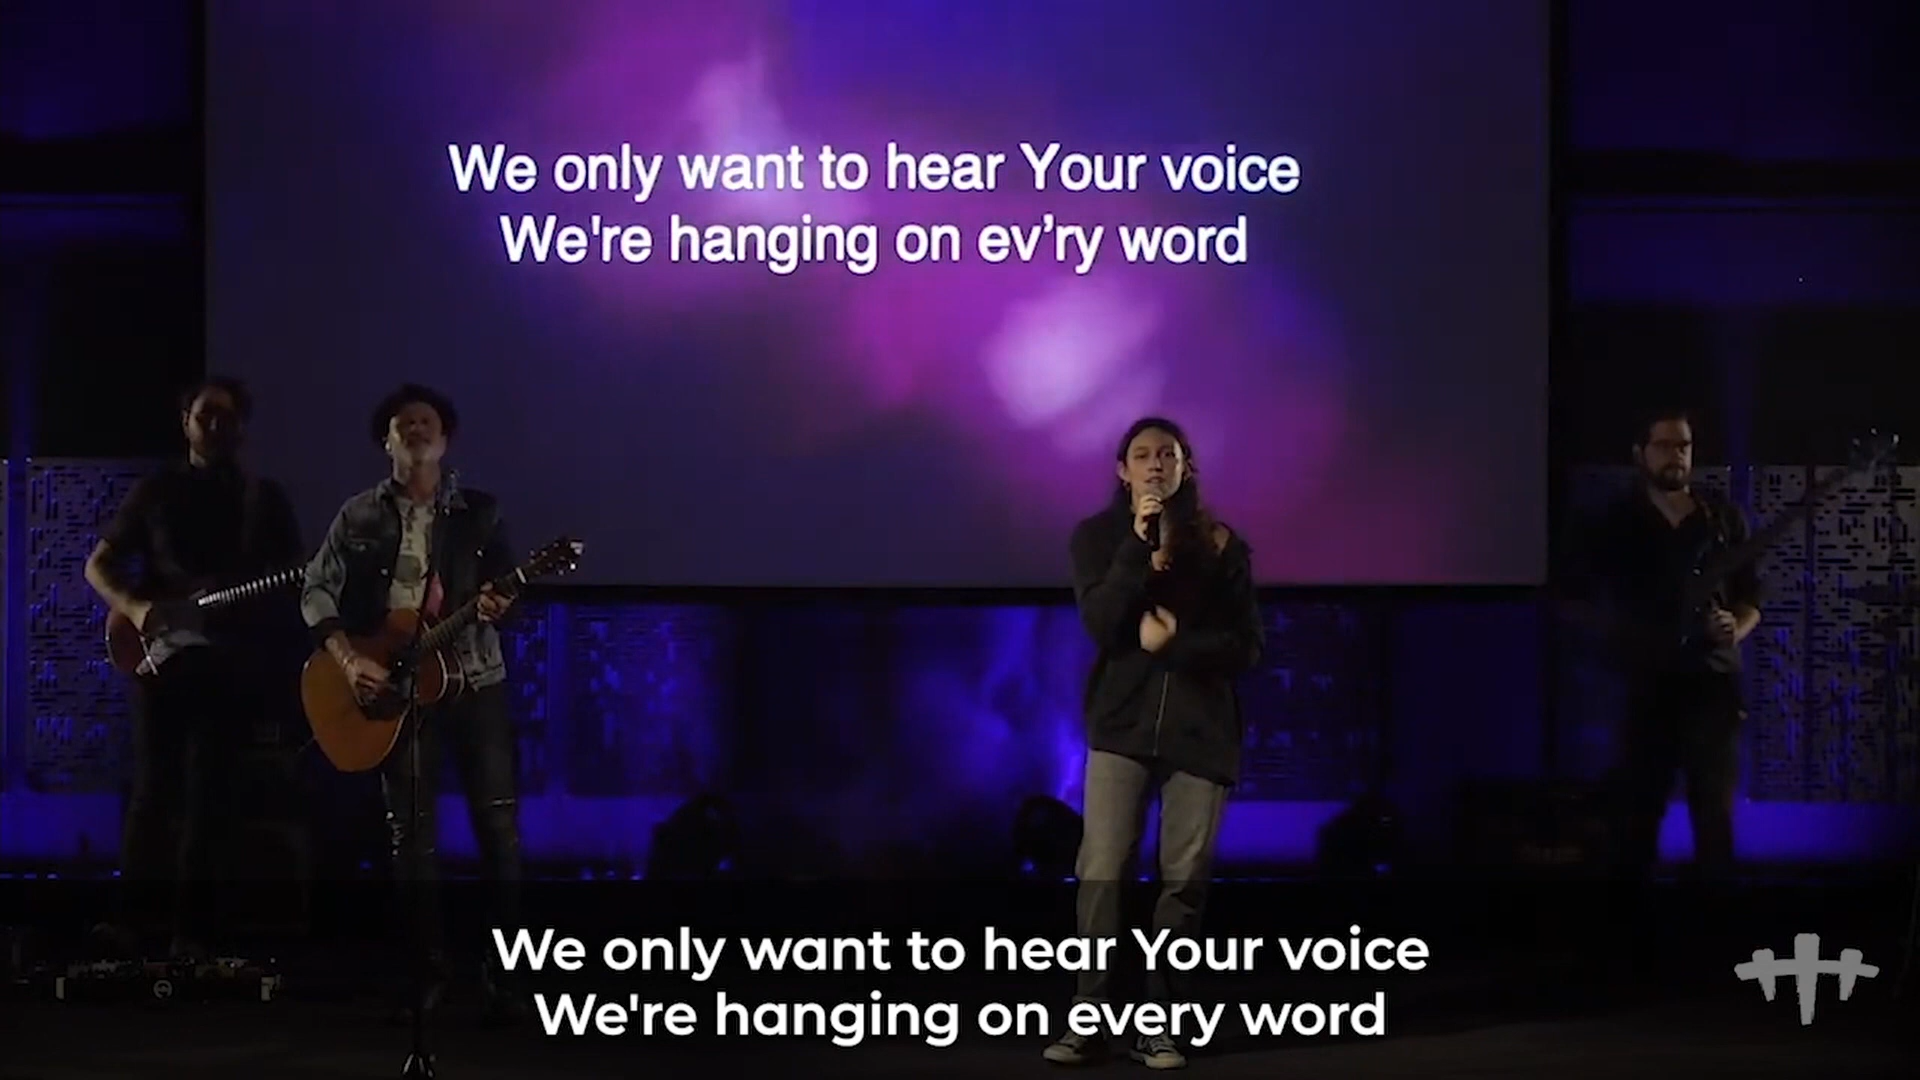 We only want to hear Your voice
We're hanging on ev’ry word
We only want to hear Your voice
We're hanging on every word